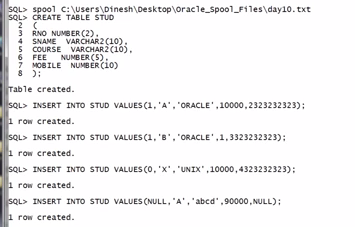 SQL> spool C:\Users\Dinesh\Desktop\Oracle_Spool_Files\day10.txt
SQL> CREATE TABLE STUD
2 (
3 RNO NUMBER(2),
4 SNAME VARCHAR2(10),
5 COURSE VARCHAR2(10),
6 FEE NUMBER(5),
7 MOBILE NUMBER(10)
8 );
Table created.
SQL> INSERT INTO STUD VALUES(1,'A','ORACLE',10000,2323232323);
1 row created.
SQL> INSERT INTO STUD VALUES(1,'B','ORACLE',1,3323232323);
1 row created.
SQL> INSERT INTO STUD VALUES(0,'X','UNIX',10000,4323232323);
1 row created.
SQL> INSERT INTO STUD VALUES(NULL,'A','abcd',90000,NULL);
1 row created.